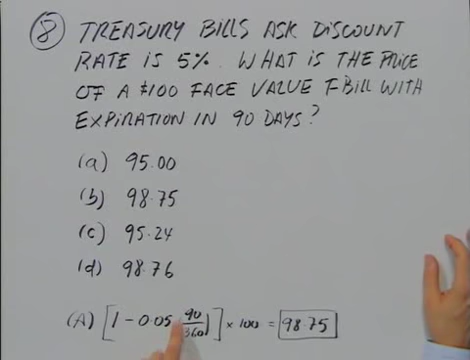 ⑧ TREASURY BILLS ASK DISCOUNT
RATE IS 5%. WHAT IS THE PRICE
OF A $100 FACE VALUE T-BILL WITH
EXPIRATION IN 90 DAYS?
(a) 95.00
(b) 98.75
(c) 95.24
(d) 98.76
(A) [1 - 0.05 (90/360)] × 100 = 98.75